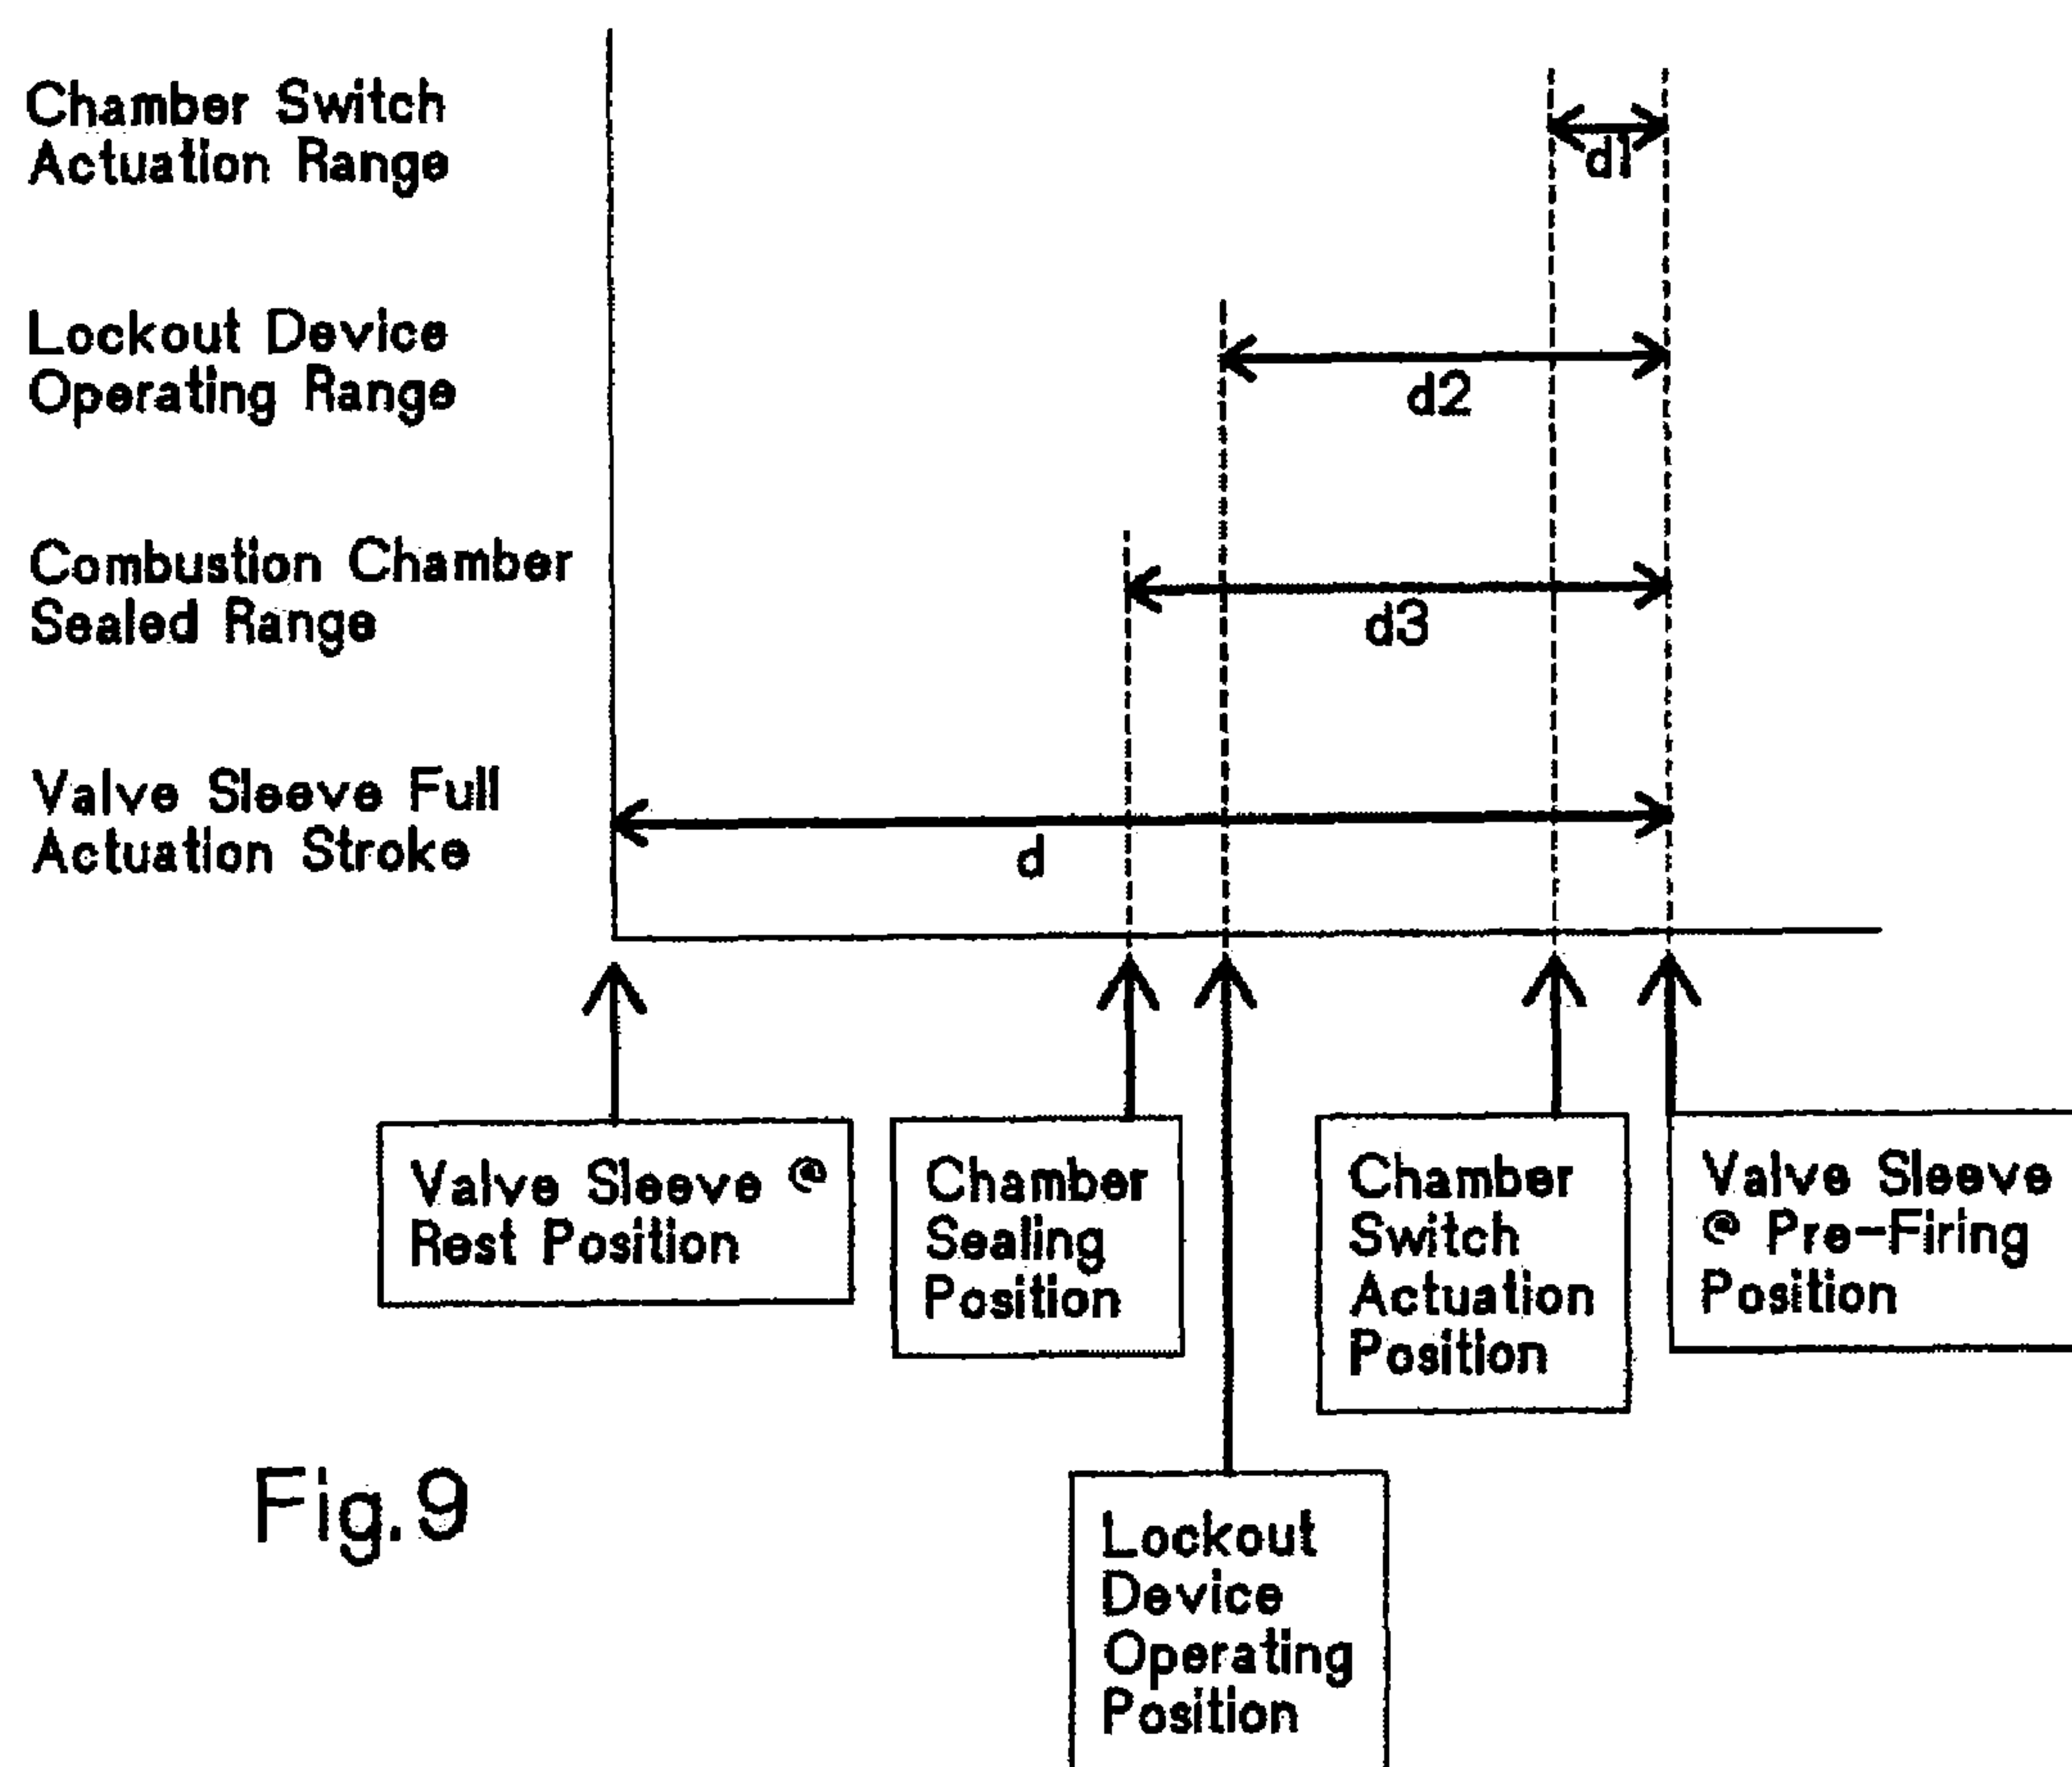 Chamber Switch
Actuation Range
d1
Lockout Device
Operating Range
d2
Combustion Chamber
Sealed Range
d3
Valve Sleeve Full
Actuation Stroke
d
Valve Sleeve @
Rest Position
Chamber
Sealing
Position
Chamber
Switch
Actuation
Position
Valve Sleeve
@ Pre-Firing
Position
Lockout
Device
Operating
Position
Fig.9